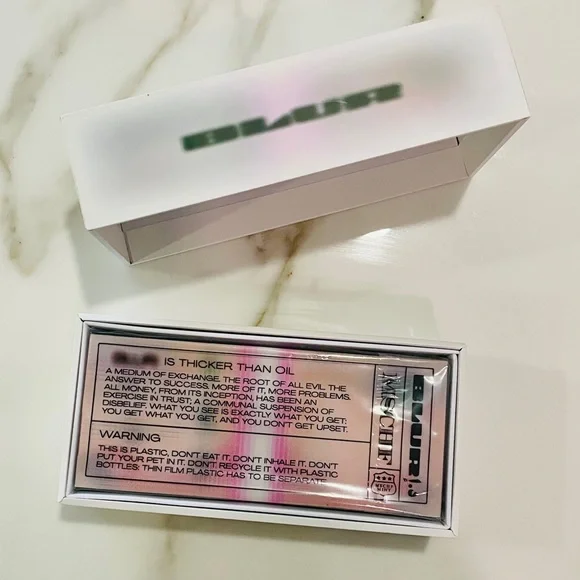 BLUR
BLUR IS THICKER THAN OIL
A MEDIUM OF EXCHANGE. THE ROOT OF ALL EVIL. THE
ANSWER TO SUCCESS. MORE OF IT, MORE PROBLEMS.
ALL MONEY, FROM ITS INCEPTION, HAS BEEN AN
EXERCISE IN TRUST; A COMMUNAL SUSPENSION OF
DISBELIEF. WHAT YOU SEE IS EXACTLY WHAT YOU GET:
YOU GET WHAT YOU GET, AND YOU DON'T GET UPSET.
WARNING
THIS IS PLASTIC, DON'T EAT IT. DON'T INHALE IT. DON'T
PUT YOUR PET IN IT. DON'T RECYCLE IT WITH PLASTIC
BOTTLES: THIN FILM PLASTIC HAS TO BE SEPARATE
MSCHF
BLUR